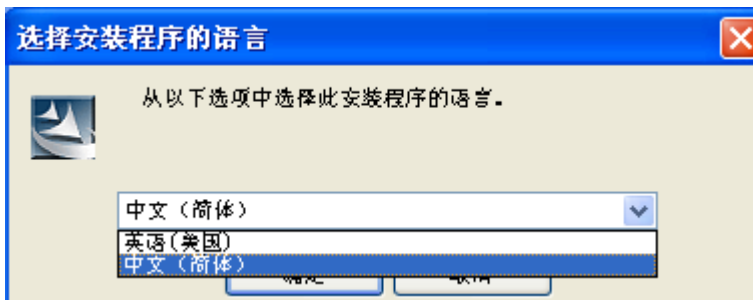 选择安装程序的语言
从以下选项中选择此安装程序的语言。
中文（简体）
英语(美国)
中文（简体）